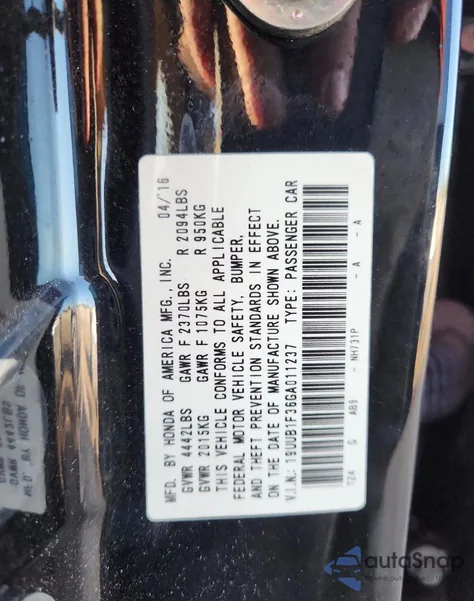 MFD. BY HONDA OF AMERICA MFG., INC. 04/'16
GVWR 4442LBS GAWR F 2370LBS R 2094LBS
GVWR 2015KG GAWR F 1075KG R 950KG
THIS VEHICLE CONFORMS TO ALL APPLICABLE
FEDERAL MOTOR VEHICLE SAFETY, BUMPER,
AND THEFT PREVENTION STANDARDS IN EFFECT
ON THE DATE OF MANUFACTURE SHOWN ABOVE.
V.I.N.: 19UUB1F36GA011237 TYPE: PASSENGER CAR
TZ4 G AB9 - NH731P - A - A
autoSnap